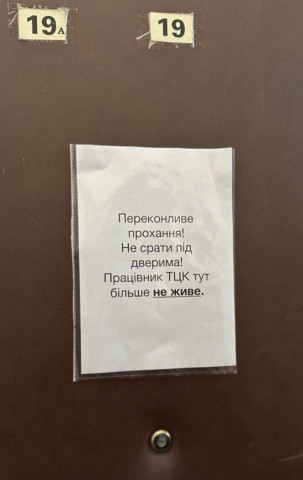 19А
19
Переконливе
прохання!
Не срати під
дверима!
Працівник ТЦК тут
більше не живе.